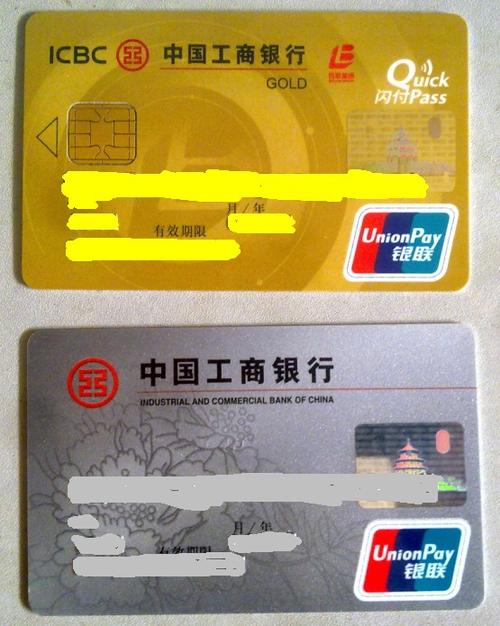 ICBC 中国工商银行
GOLD
Quick
闪付Pass
月/年
有效期限
UnionPay
银联
中国工商银行
INDUSTRIAL AND COMMERCIAL BANK OF CHINA
月/年
有效期限
UnionPay
银联